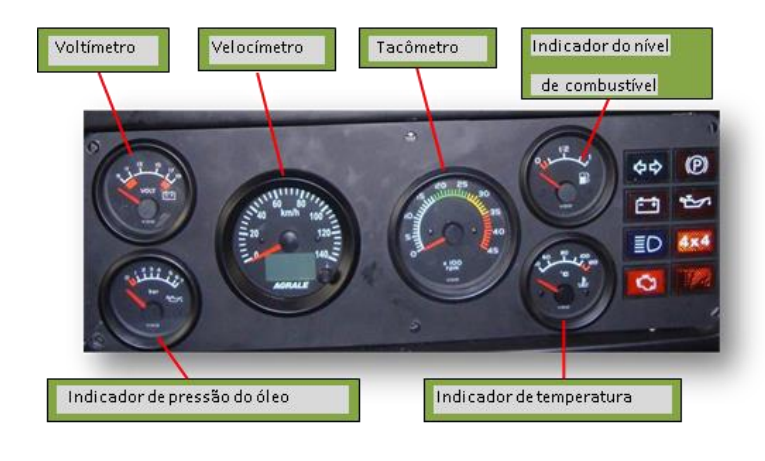 Voltímetro
Velocímetro
Tacômetro
Indicador do nível
de combustível
VOLT
0 1/2 1
0 20 40 60 80 100 120 140
km/h
AGRALE
0 5 10 15 20 25 30 35 40 45
x 100
rpm
bar
°C
P
4x4
Indicador de pressão do óleo
Indicador de temperatura